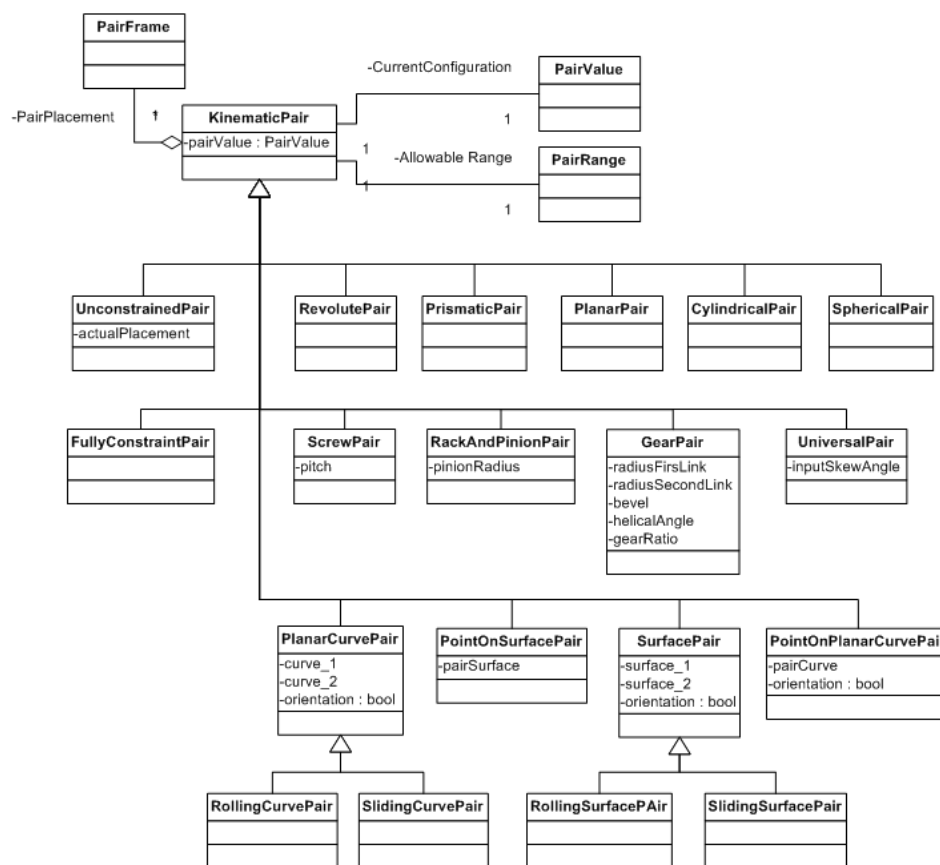 PairFrame
-CurrentConfiguration
PairValue
-PairPlacement
1
KinematicPair
-pairValue : PairValue
1
1
-Allowable Range
PairRange
1
1
UnconstrainedPair
-actualPlacement
RevolutePair
PrismaticPair
PlanarPair
CylindricalPair
SphericalPair
FullyConstraintPair
ScrewPair
-pitch
RackAndPinionPair
-pinionRadius
GearPair
-radiusFirsLink
-radiusSecondLink
-bevel
-helicalAngle
-gearRatio
UniversalPair
-inputSkewAngle
PlanarCurvePair
-curve_1
-curve_2
-orientation : bool
PointOnSurfacePair
-pairSurface
SurfacePair
-surface_1
-surface_2
-orientation : bool
PointOnPlanarCurvePair
-pairCurve
-orientation : bool
RollingCurvePair
SlidingCurvePair
RollingSurfacePAir
SlidingSurfacePair